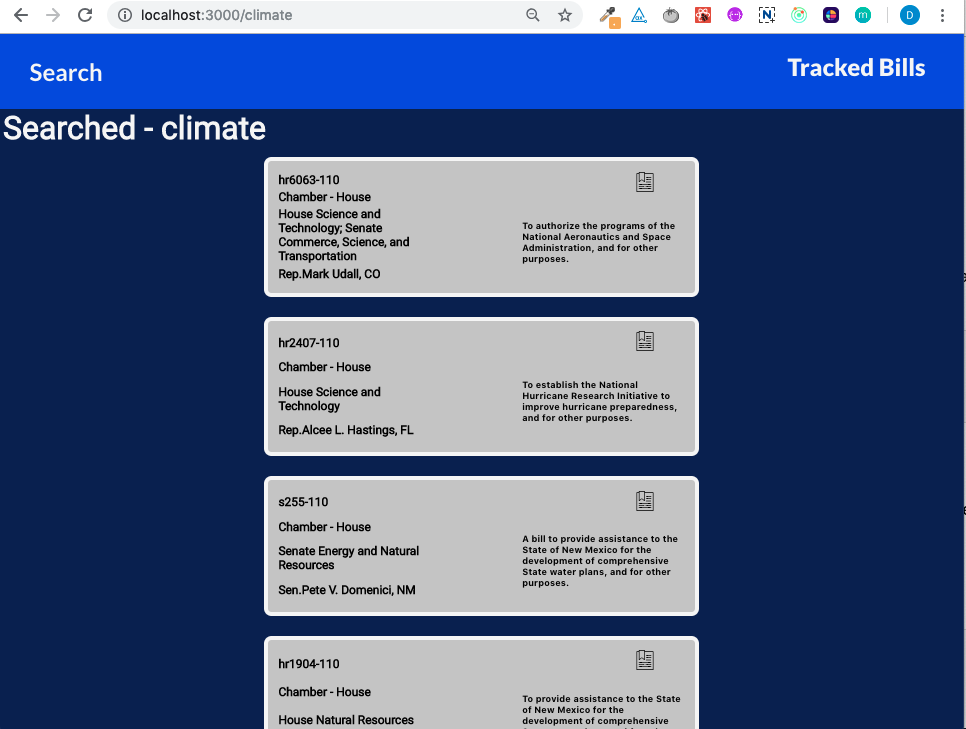 localhost:3000/climate
D
Search
Tracked Bills
Searched - climate
hr6063-110
Chamber - House
House Science and
Technology; Senate
Commerce, Science, and
Transportation
Rep.Mark Udall, CO
To authorize the programs of the
National Aeronautics and Space
Administration, and for other
purposes.
hr2407-110
Chamber - House
House Science and
Technology
Rep.Alcee L. Hastings, FL
To establish the National
Hurricane Research Initiative to
improve hurricane preparedness,
and for other purposes.
s255-110
Chamber - House
Senate Energy and Natural
Resources
Sen.Pete V. Domenici, NM
A bill to provide assistance to the
State of New Mexico for the
development of comprehensive
State water plans, and for other
purposes.
hr1904-110
Chamber - House
House Natural Resources
To provide assistance to the State
of New Mexico for the
development of comprehensive